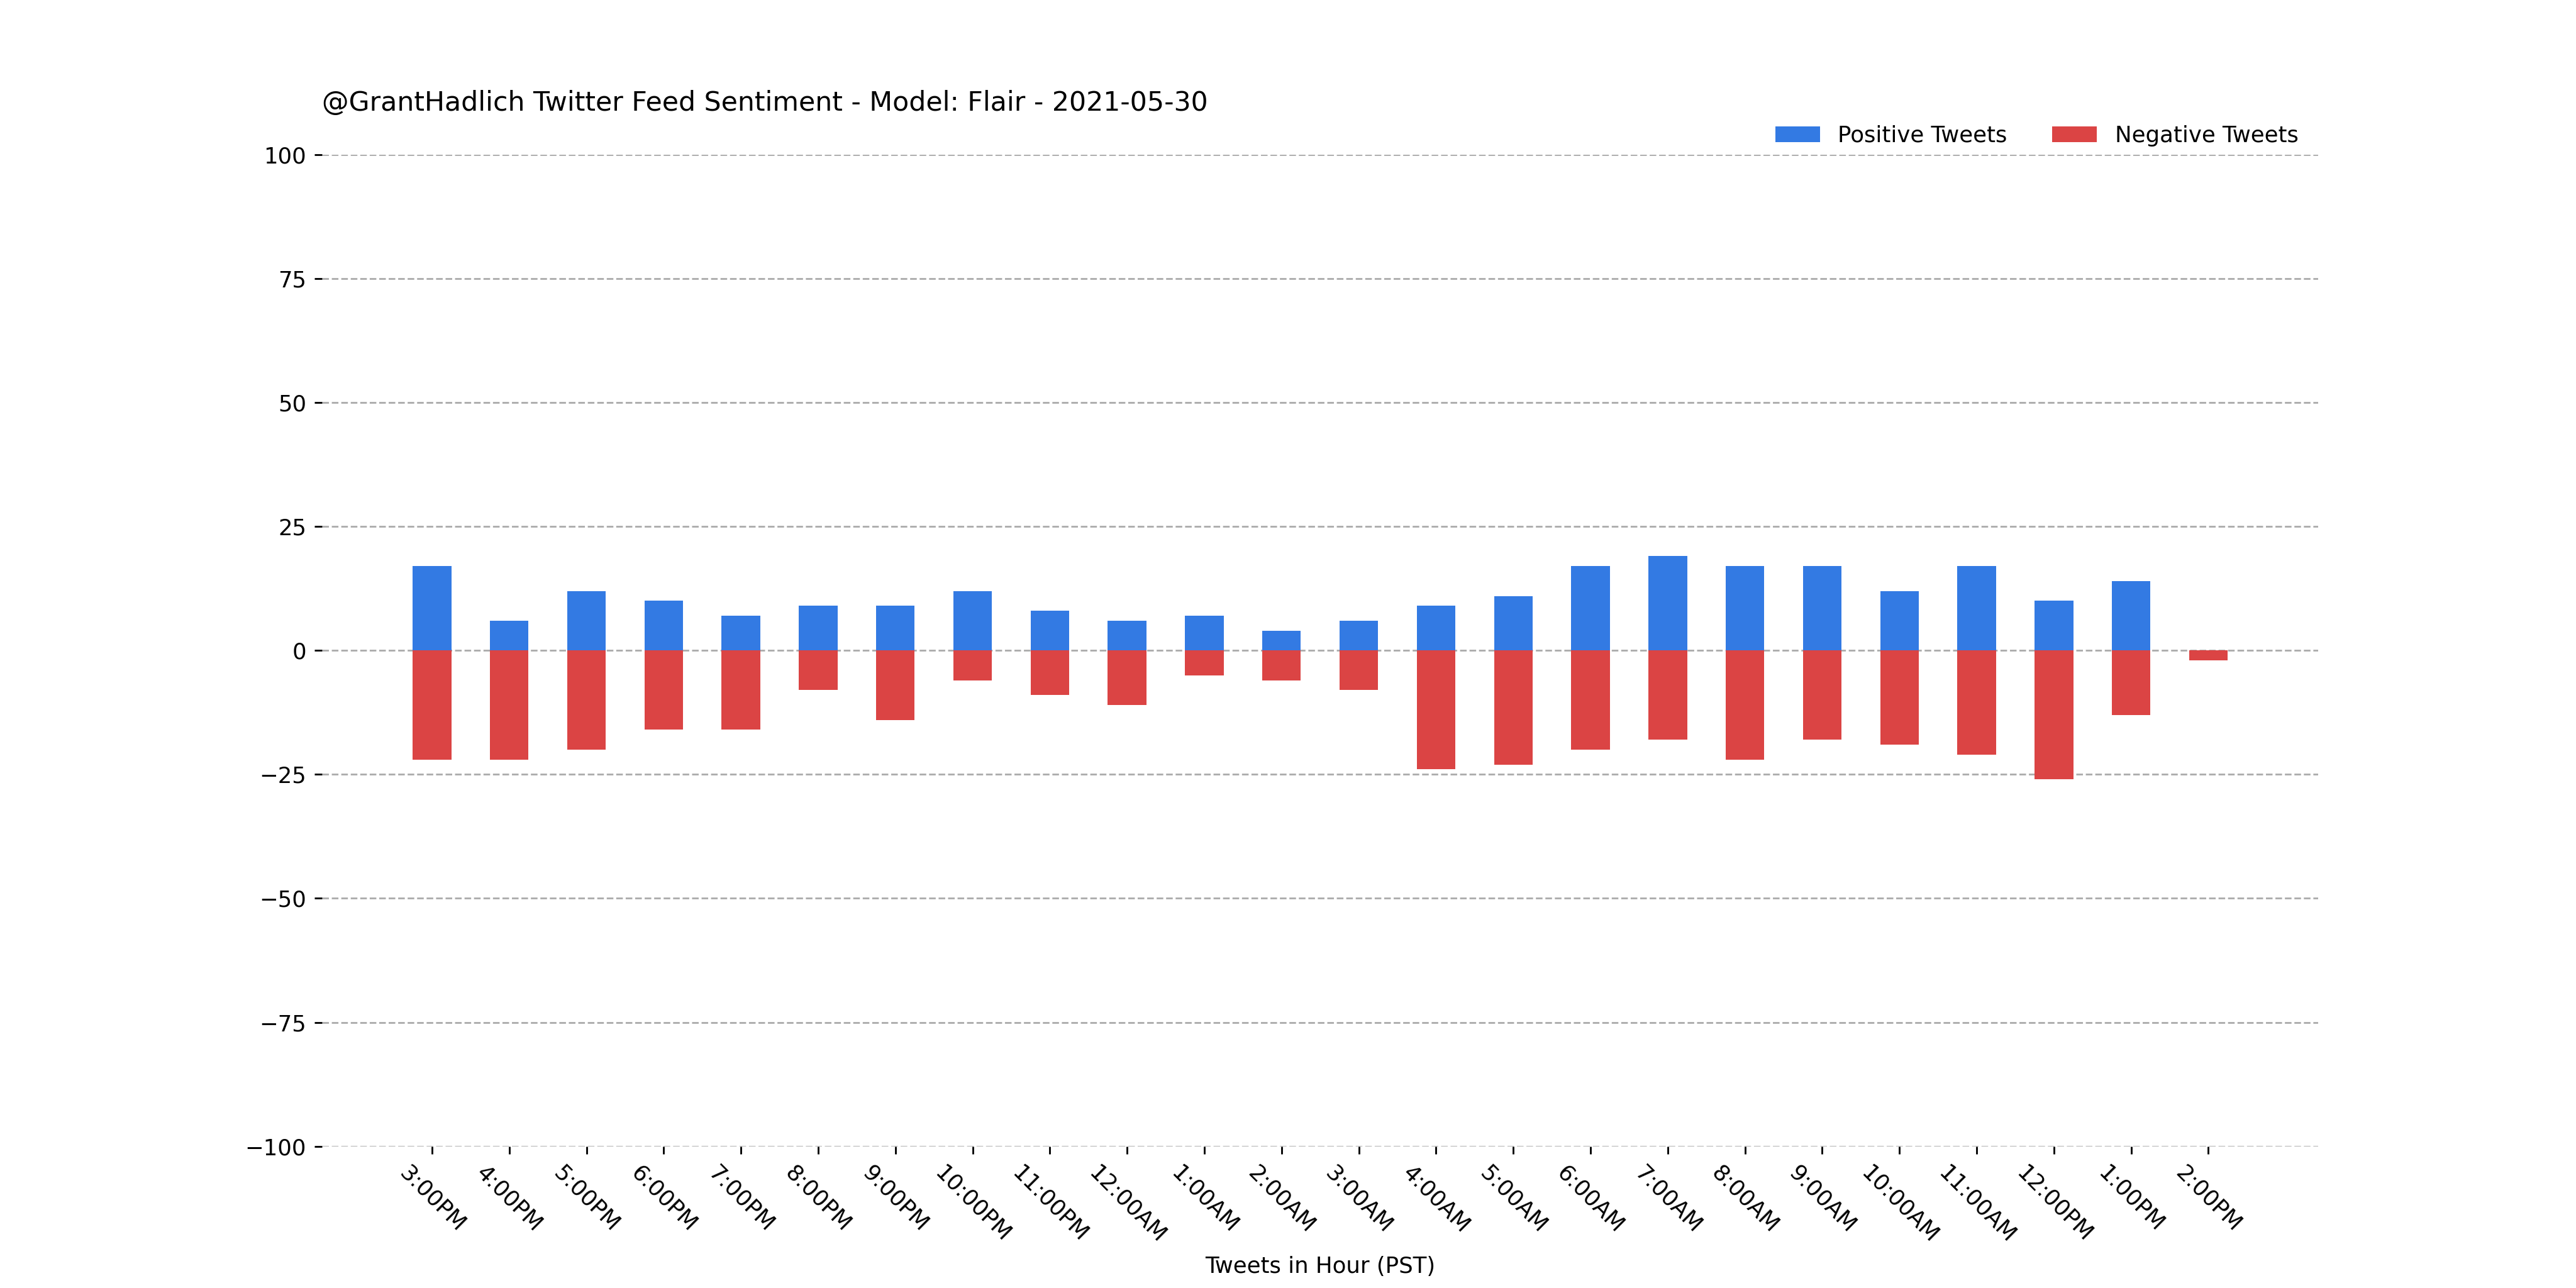 @GrantHadlich Twitter Feed Sentiment - Model: Flair - 2021-05-30
Positive Tweets
Negative Tweets
100
75
50
25
0
−25
−50
−75
−100
3:00PM
4:00PM
5:00PM
6:00PM
7:00PM
8:00PM
9:00PM
10:00PM
11:00PM
12:00AM
1:00AM
2:00AM
3:00AM
4:00AM
5:00AM
6:00AM
7:00AM
8:00AM
9:00AM
10:00AM
11:00AM
12:00PM
1:00PM
2:00PM
Tweets in Hour (PST)